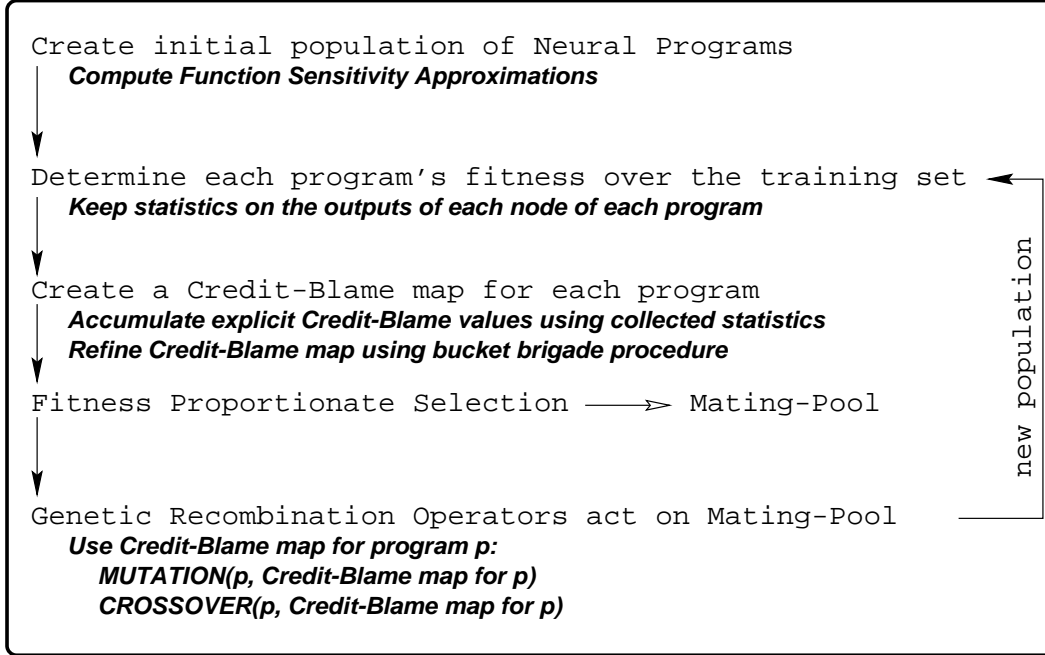 Create initial population of Neural Programs
Compute Function Sensitivity Approximations
Determine each program's fitness over the training set
Keep statistics on the outputs of each node of each program
Create a Credit-Blame map for each program
Accumulate explicit Credit-Blame values using collected statistics
Refine Credit-Blame map using bucket brigade procedure
Fitness Proportionate Selection Mating-Pool
Genetic Recombination Operators act on Mating-Pool
Use Credit-Blame map for program p:
MUTATION(p, Credit-Blame map for p)
CROSSOVER(p, Credit-Blame map for p)
new population